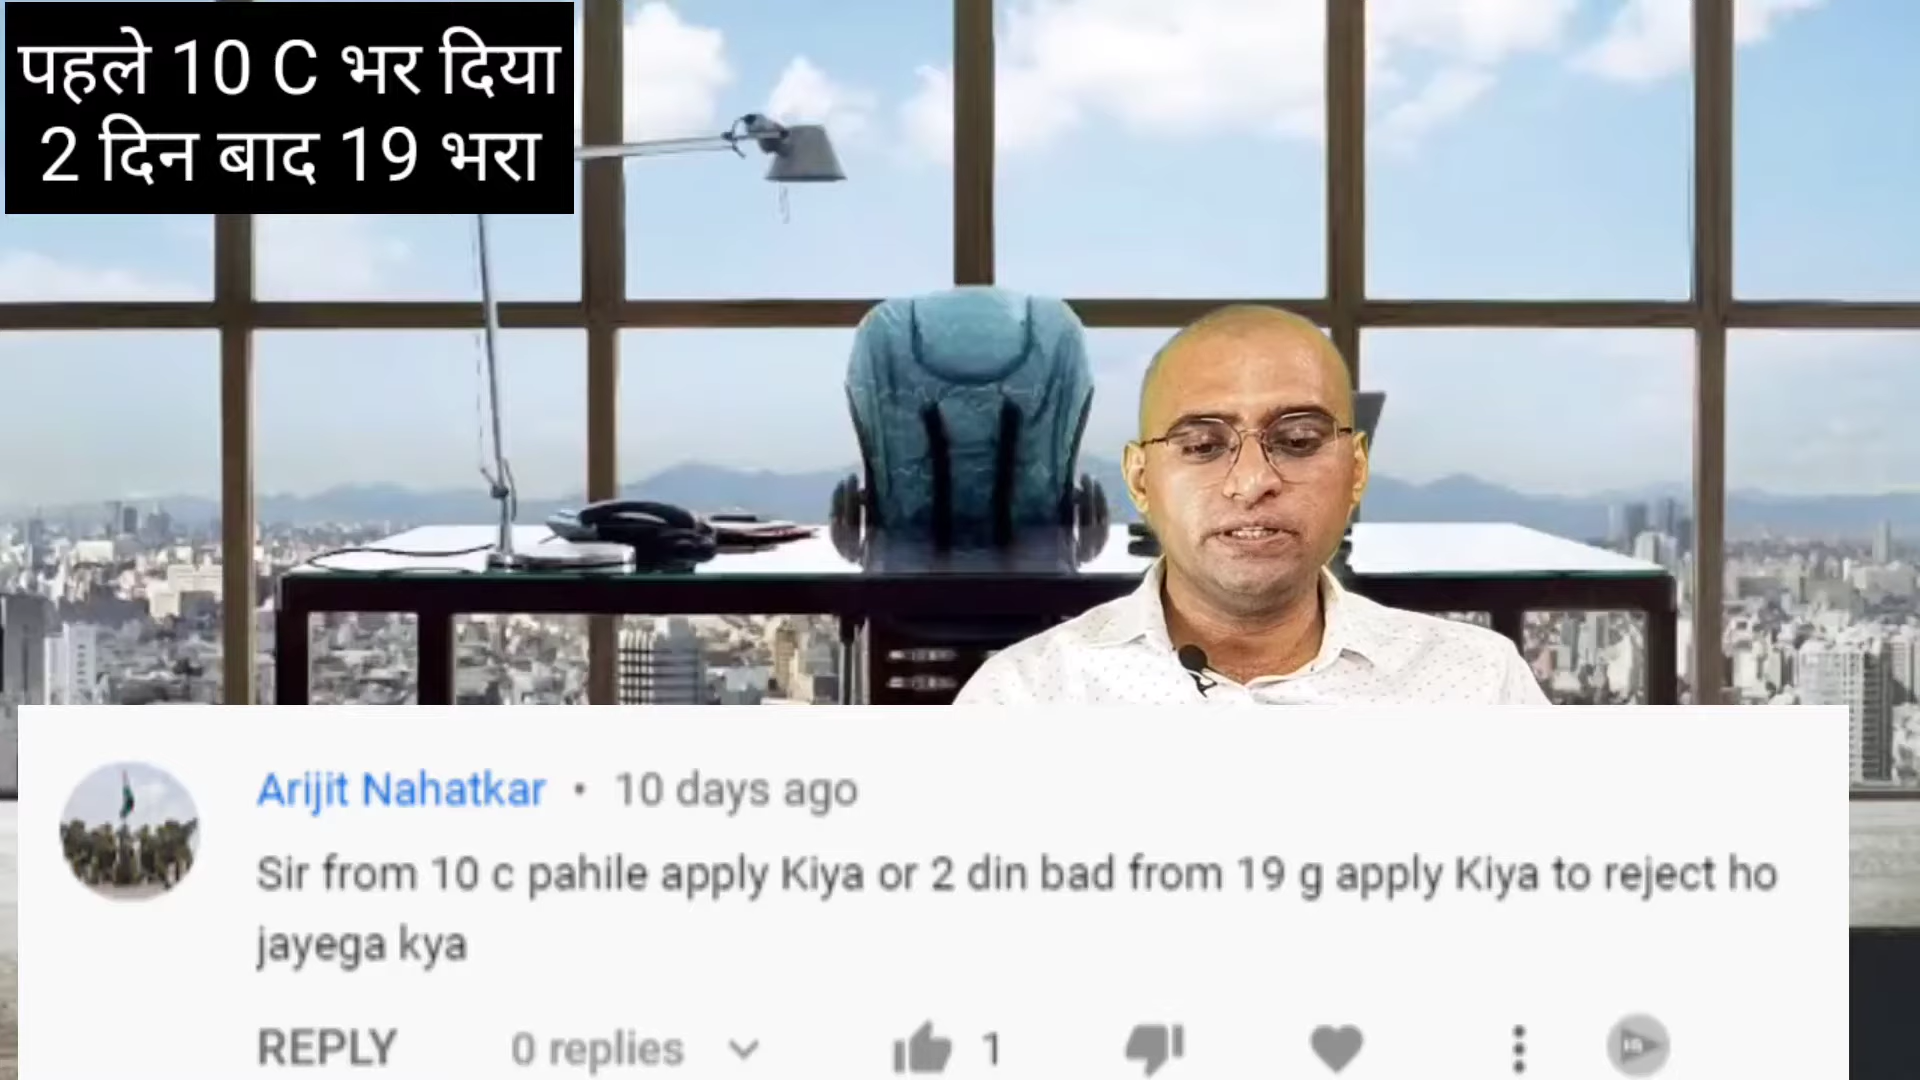 पहले 10 C भर दिया
2 दिन बाद 19 भरा
Arijit Nahatkar • 10 days ago
Sir from 10 c pahile apply Kiya or 2 din bad from 19 g apply Kiya to reject ho
jayega kya
REPLY 0 replies 1